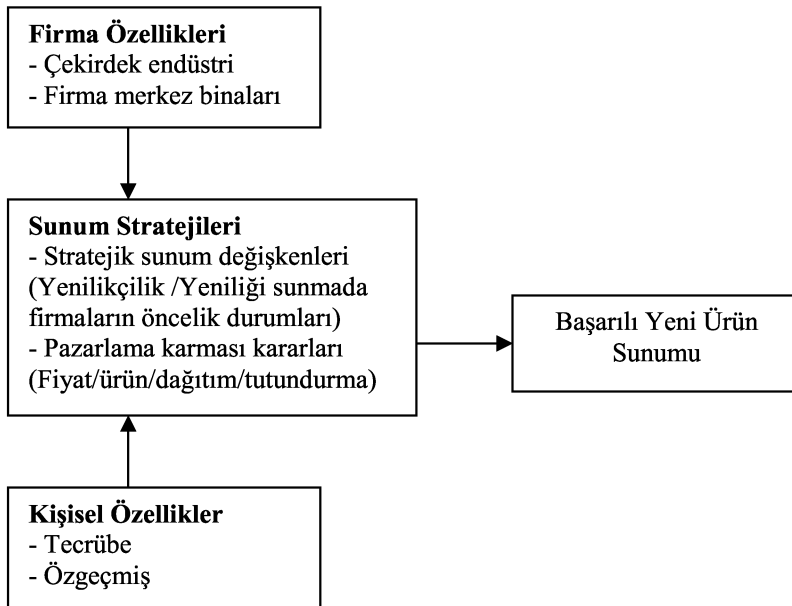 Firma Özellikleri
- Çekirdek endüstri
- Firma merkez binaları
Sunum Stratejileri
- Stratejik sunum değişkenleri
(Yenilikçilik /Yeniliği sunmada
firmaların öncelik durumları)
- Pazarlama karması kararları
(Fiyat/ürün/dağıtım/tutundurma)
Başarılı Yeni Ürün
Sunumu
Kişisel Özellikler
- Tecrübe
- Özgeçmiş